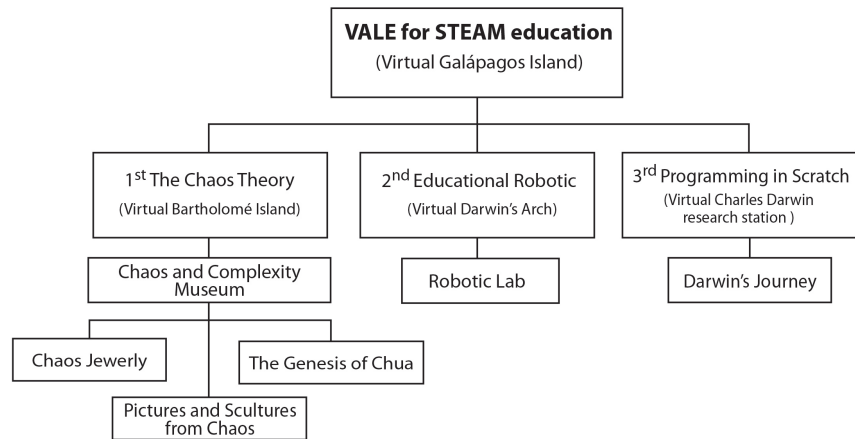 VALE for STEAM education
(Virtual Galápagos Island)
1st The Chaos Theory
(Virtual Bartholomé Island)
2nd Educational Robotic
(Virtual Darwin's Arch)
3rd Programming in Scratch
(Virtual Charles Darwin
research station )
Chaos and Complexity
Museum
Robotic Lab
Darwin's Journey
Chaos Jewerly
The Genesis of Chua
Pictures and Scultures
from Chaos